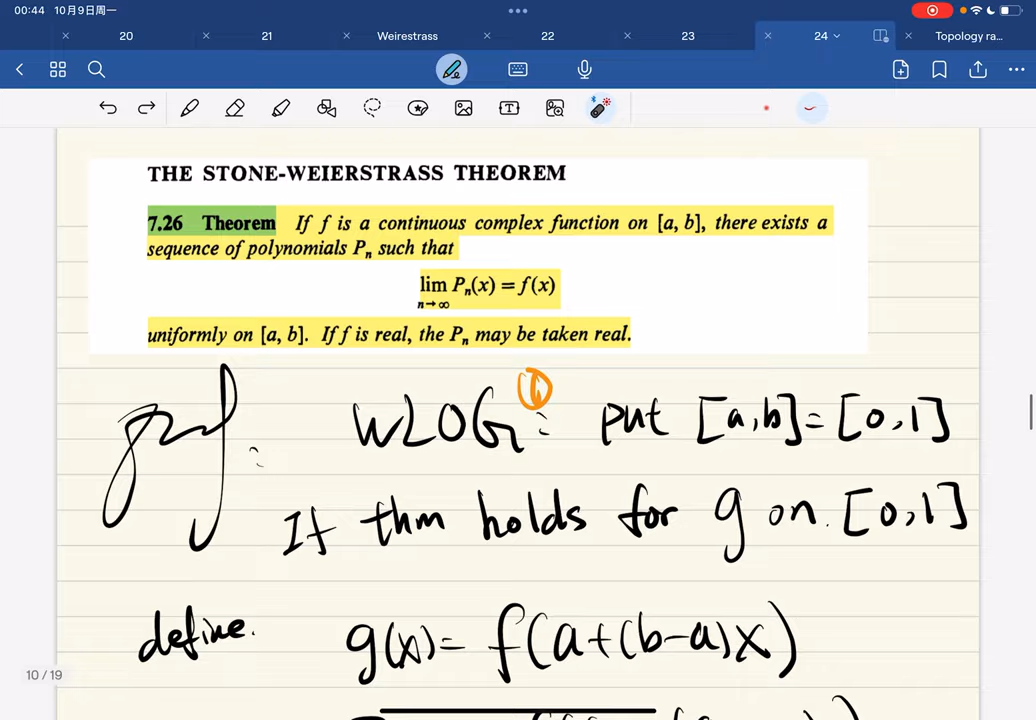 00:44 10月9日周一
20
21
Weirestrass
22
23
24
Topology ra...
THE STONE-WEIERSTRASS THEOREM
7.26 Theorem If f is a continuous complex function on [a, b], there exists a
sequence of polynomials Pₙ such that
lim Pₙ(x) = f(x)
n→∞
uniformly on [a, b]. If f is real, the Pₙ may be taken real.
prf: WLOG ①: put [a,b]=[0,1]
If thm holds for g on. [0,1]
define. g(x)= f(a+(b-a)x)
10 / 19